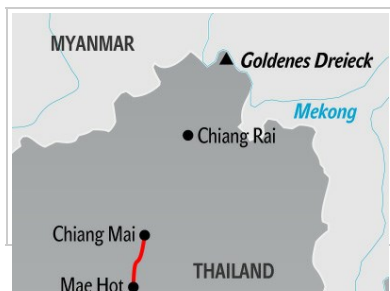 MYANMAR
Goldenes Dreieck
Mekong
Chiang Rai
Chiang Mai
THAILAND
Mae Hot